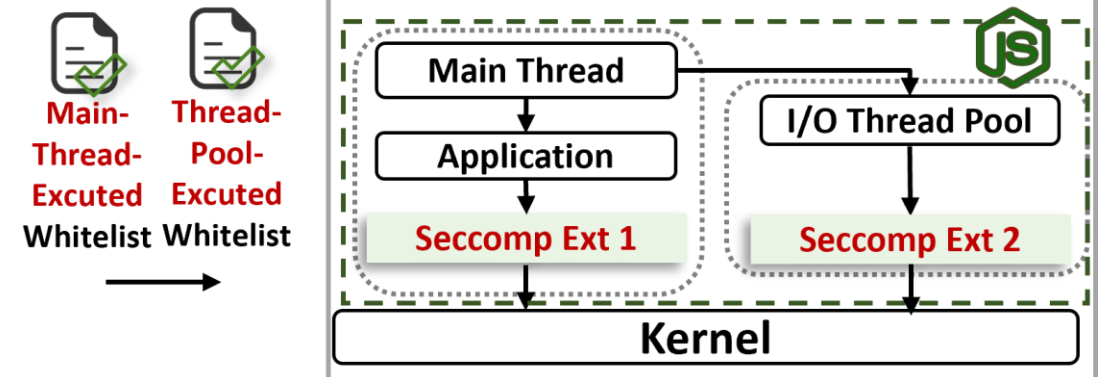 Main-
Thread-
Excuted
Whitelist
Thread-
Pool-
Excuted
Whitelist
JS
Main Thread
I/O Thread Pool
Application
Seccomp Ext 1
Seccomp Ext 2
Kernel